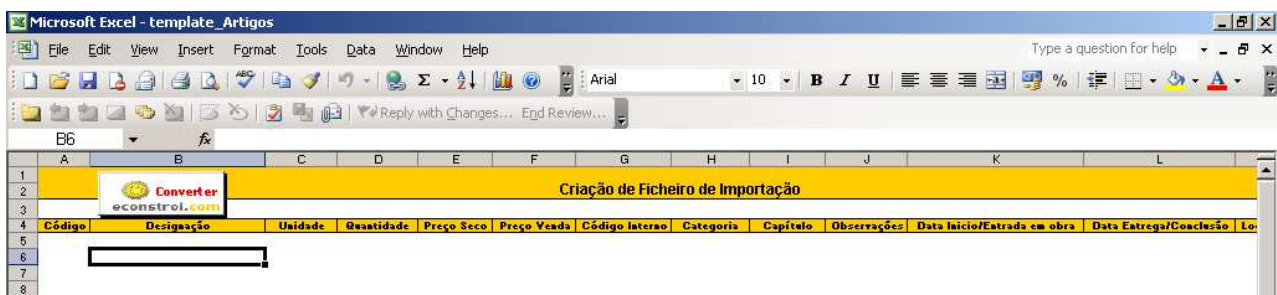 Microsoft Excel - template_Artigos
File Edit View Insert Format Tools Data Window Help Type a question for help
Arial 10 B I U %
Reply with Changes... End Review...
B6 fx
A B C D E F G H I J K L
1
2 Criação de Ficheiro de Importação
Converter
econstrol.com
3
4 Código Designação Unidade Quantidade Preço Seco Preço Venda Código Interno Categoria Capítulo Observações Data Inicio/Entrada em obra Data Entrega/Conclusão Lo
5
6
7
8